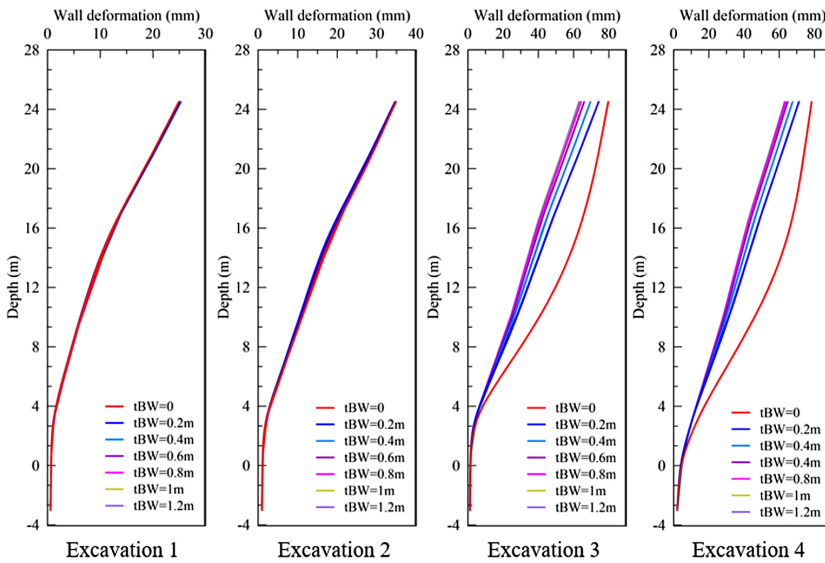 Wall deformation (mm)
0 10 20 30
28
24
20
16
12
8
4
0
-4
Depth (m)
tBW=0
tBW=0.2m
tBW=0.4m
tBW=0.6m
tBW=0.8m
tBW=1m
tBW=1.2m
Excavation 1
Wall deformation (mm)
0 10 20 30 40
28
24
20
16
12
8
4
0
-4
Depth (m)
tBW=0
tBW=0.2m
tBW=0.4m
tBW=0.6m
tBW=0.8m
tBW=1m
tBW=1.2m
Excavation 2
Wall deformation (mm)
0 20 40 60 80
28
24
20
16
12
8
4
0
-4
Depth (m)
tBW=0
tBW=0.2m
tBW=0.4m
tBW=0.6m
tBW=0.8m
tBW=1m
tBW=1.2m
Excavation 3
Wall deformation (mm)
0 20 40 60 80
28
24
20
16
12
8
4
0
-4
Depth (m)
tBW=0
tBW=0.2m
tBW=0.4m
tBW=0.4m
tBW=0.8m
tBW=1m
tBW=1.2m
Excavation 4